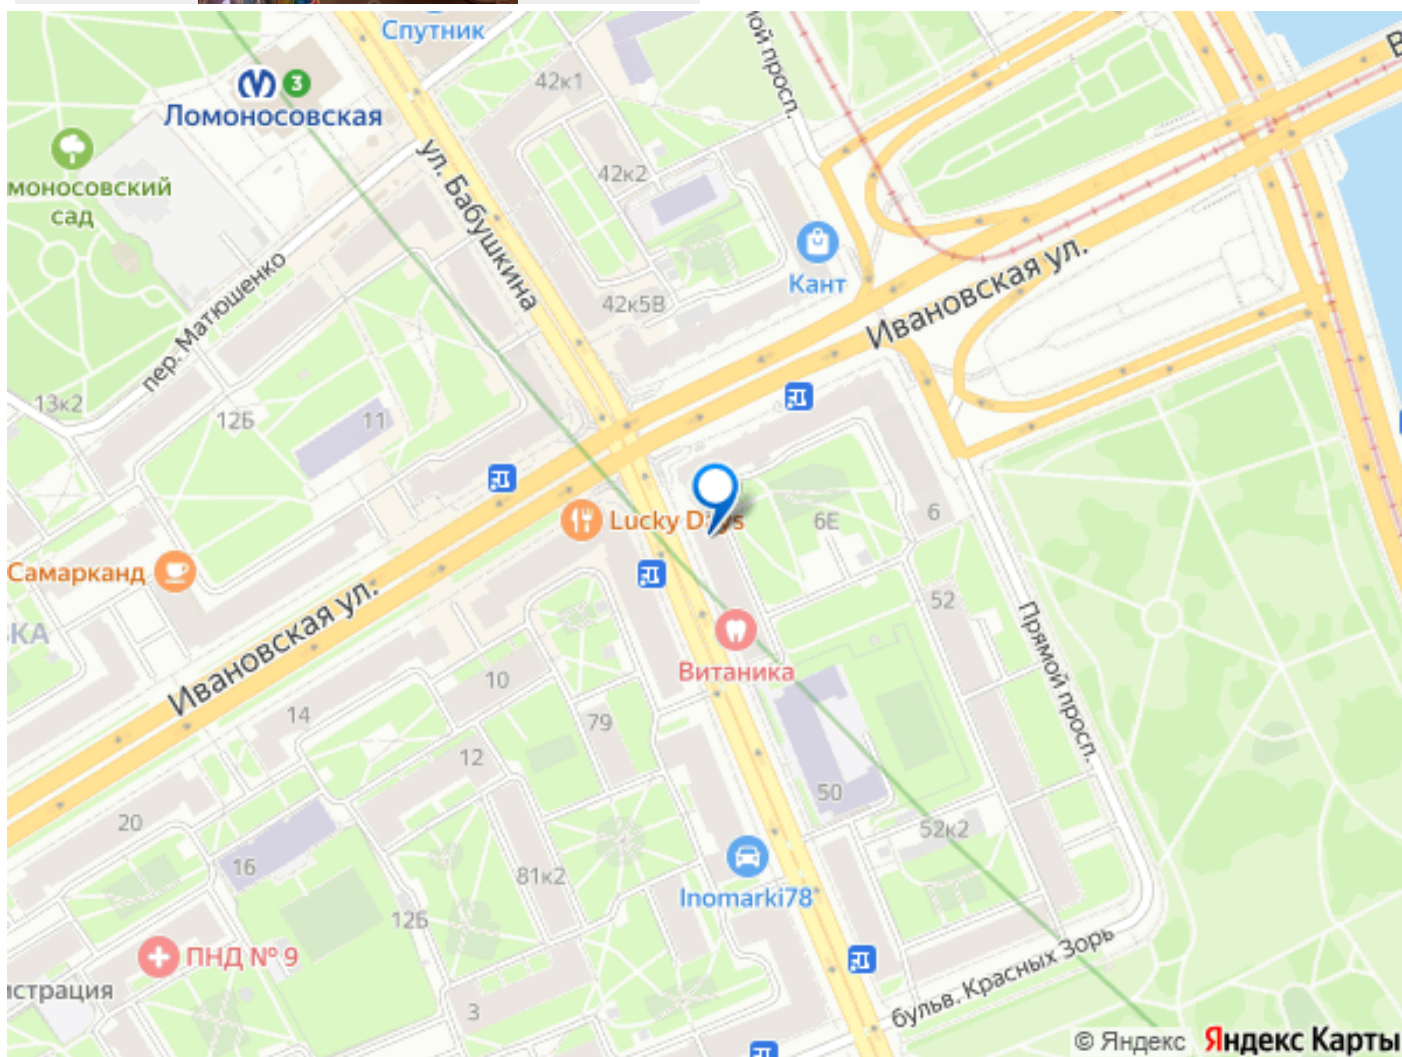 Спутник
42к1
ой просп.
В
3
Ломоносовская
ул. Бабушкина
42к2
моносовский
сад
Кант
Ивановская ул.
пер. Матюшенко
42к5В
13к2
12Б
11
Lucky Days
6Е
6
Самарканд
52
КА
Ивановская ул.
Прямой просп.
Витаника
10
14
79
12
50
20
52к2
16
81к2
Inomarki78
12Б
ПНД № 9
бульв. Красных Зорь
истрация
3
© Яндекс Яндекс Карты